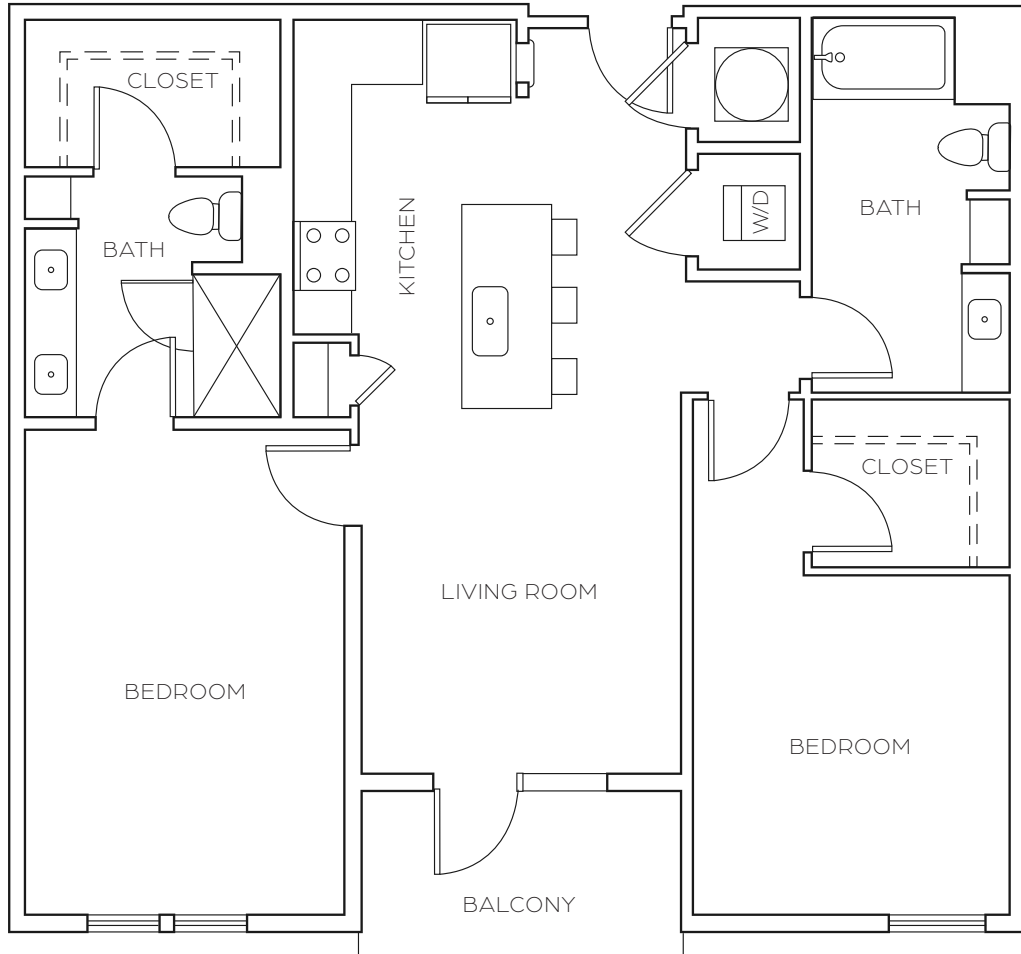 CLOSET
KITCHEN
W/D
BATH
BATH
CLOSET
LIVING ROOM
BEDROOM
BEDROOM
BALCONY